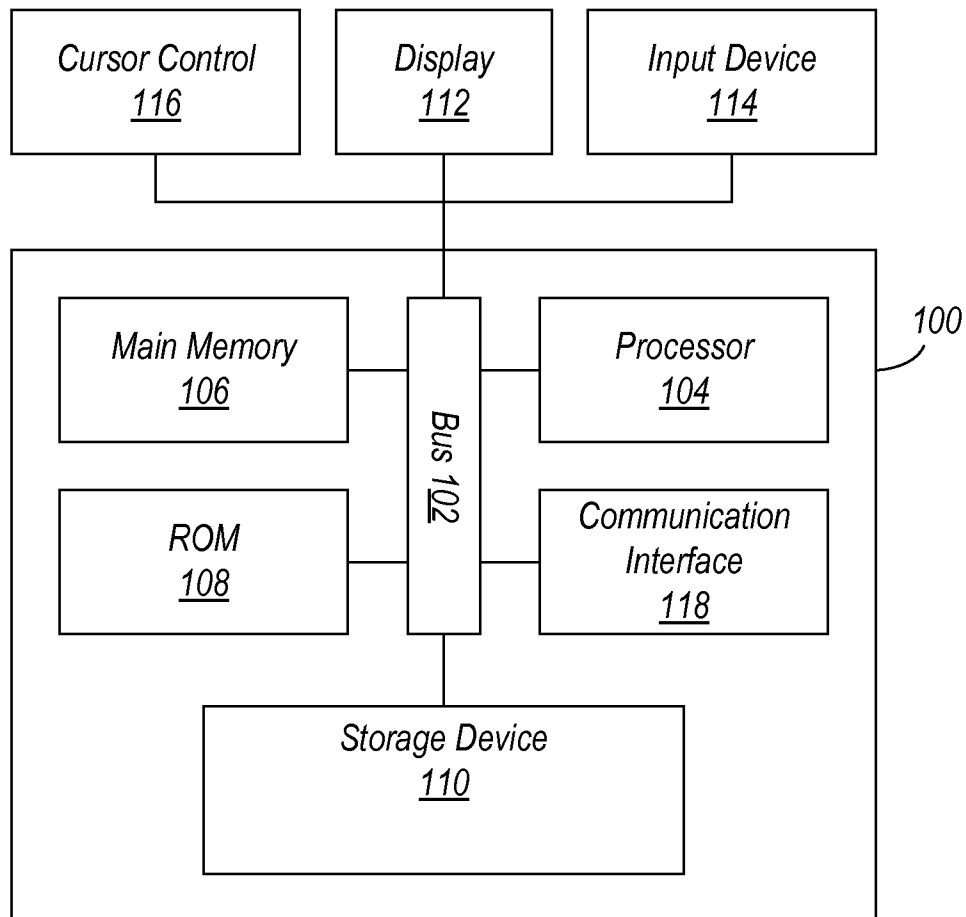 Cursor Control
116
Display
112
Input Device
114
100
Main Memory
106
Processor
104
Bus 102
ROM
108
Communication
Interface
118
Storage Device
110